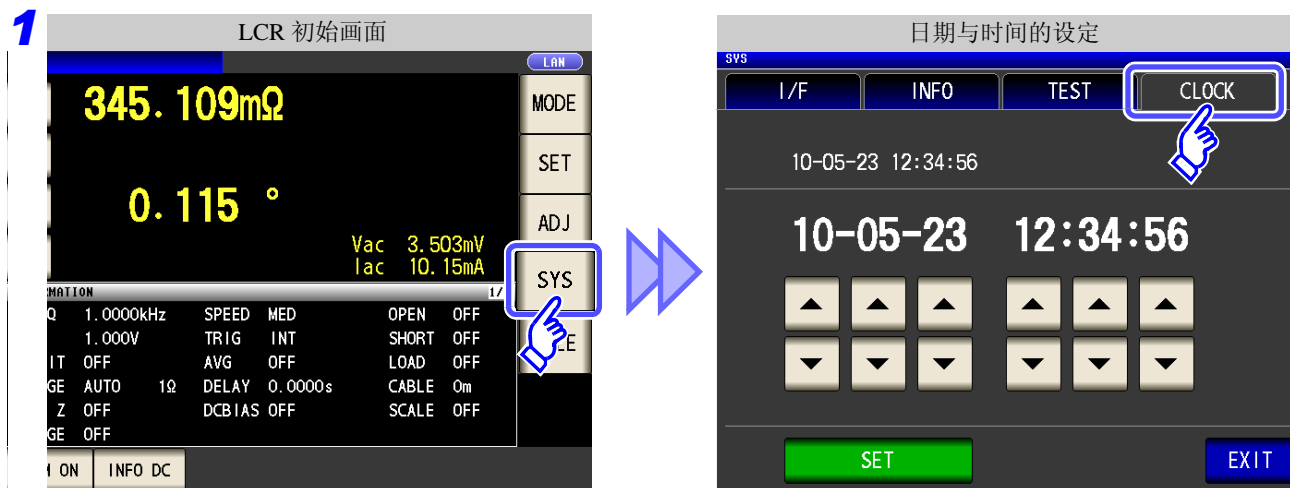 1
LCR 初始画面
LAN
345.109mΩ
0.115 °
Vac 3.503mV
Iac 10.15mA
MODE
SET
ADJ
SYS
MATION 1/
Q 1.0000kHz SPEED MED OPEN OFF
1.000V TRIG INT SHORT OFF
IT OFF AVG OFF LOAD OFF
GE AUTO 1Ω DELAY 0.0000s CABLE 0m
Z OFF DCBIAS OFF SCALE OFF
GE OFF
ON INFO DC
日期与时间的设定
SYS
I/F INFO TEST CLOCK
10-05-23 12:34:56
10-05-23 12:34:56
SET EXIT